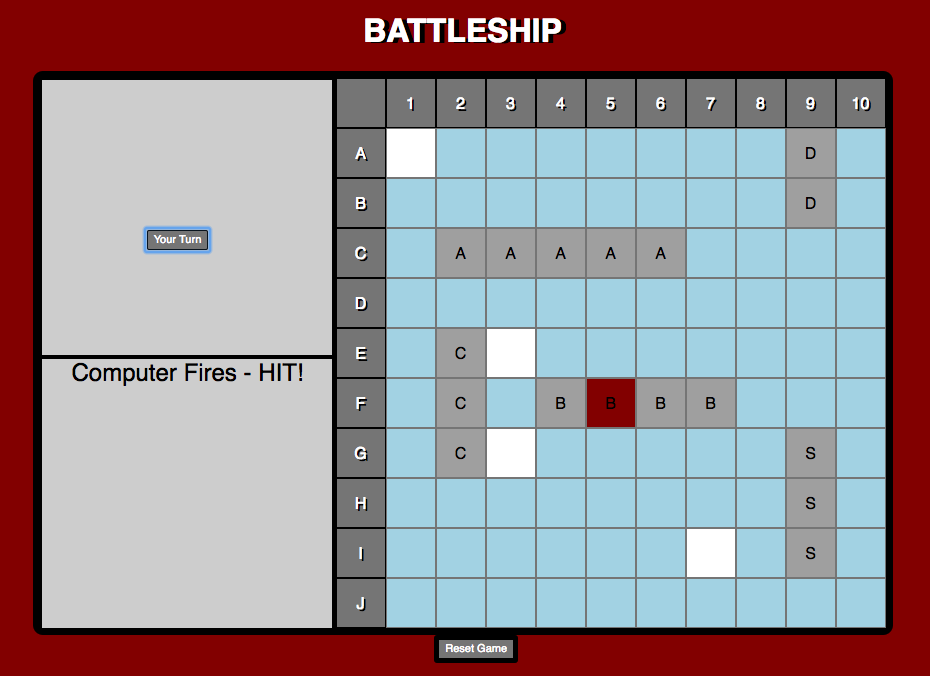 BATTLESHIP
1 2 3 4 5 6 7 8 9 10
A D
B D
Your Turn
C A A A A A
D
E C
Computer Fires - HIT!
F C B B B B
G C S
H S
I S
J
Reset Game